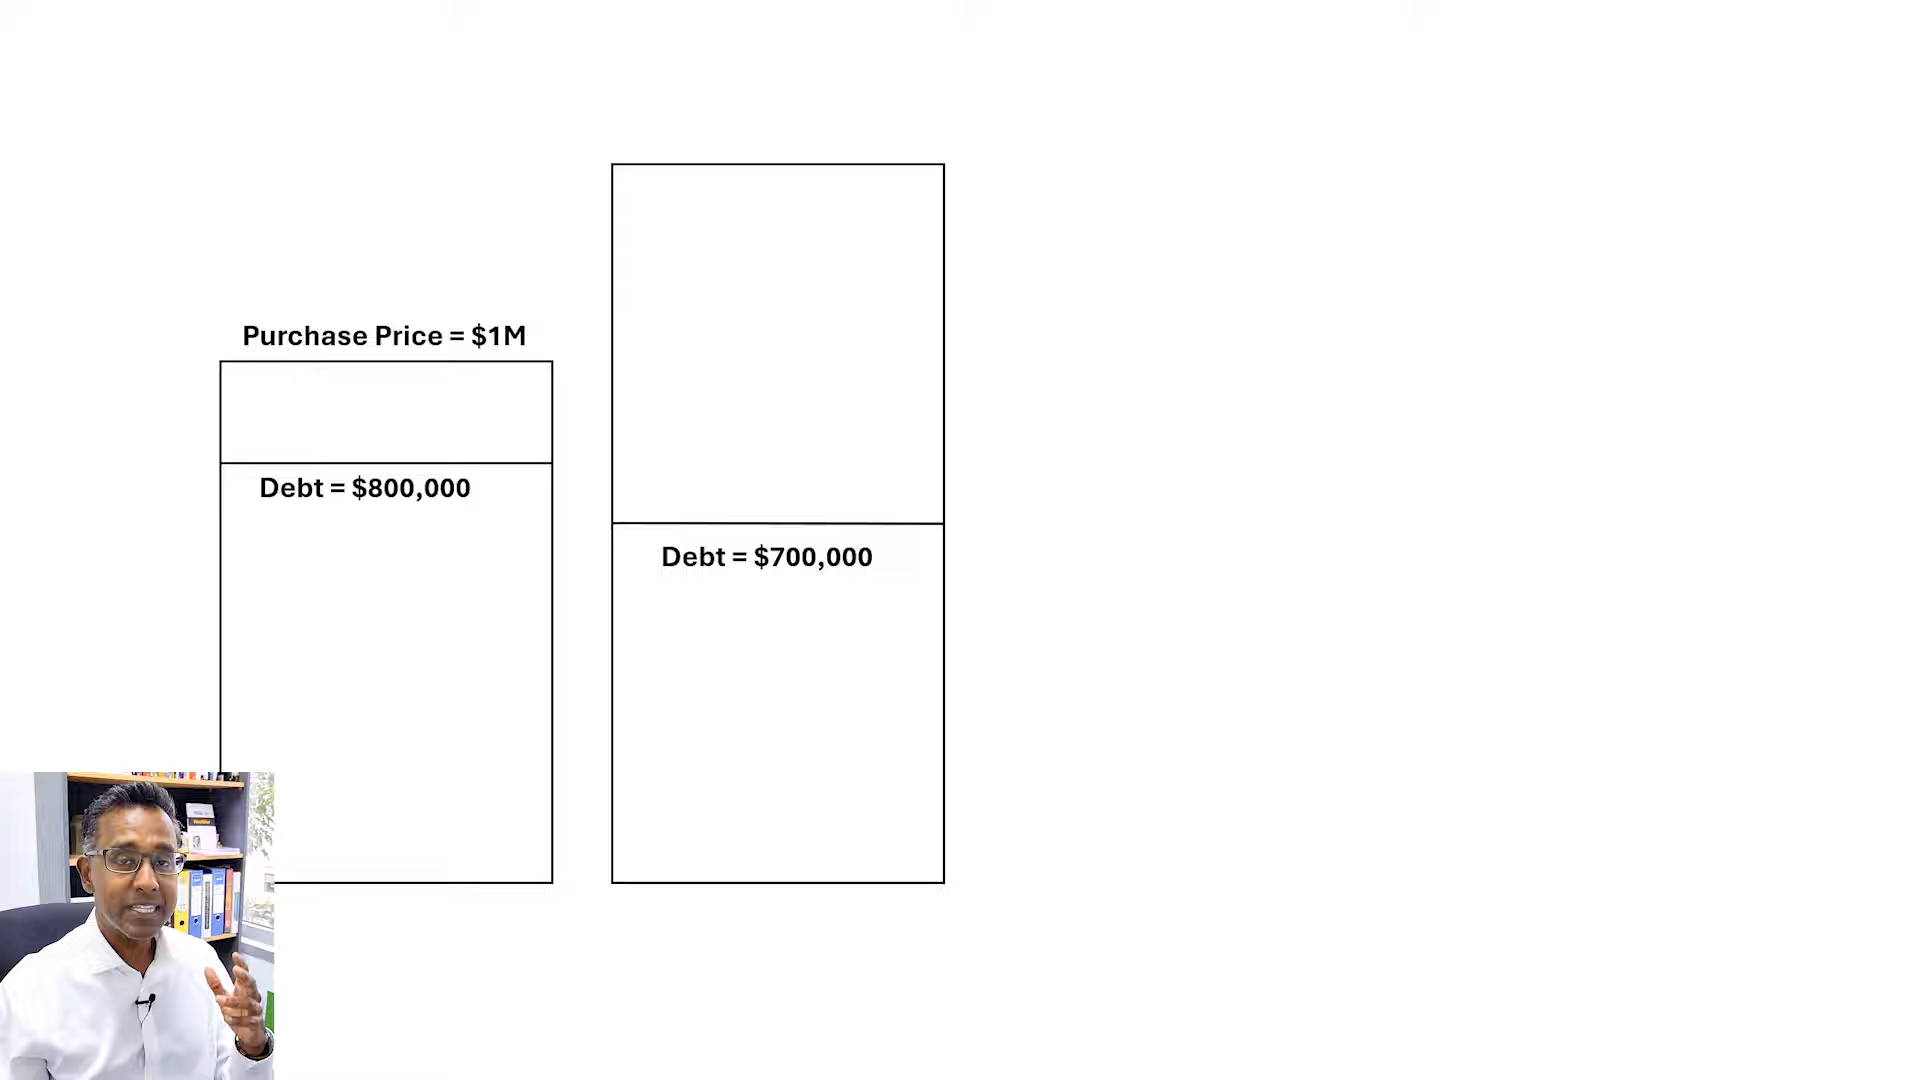 Purchase Price = $1M
Debt = $800,000
Debt = $700,000